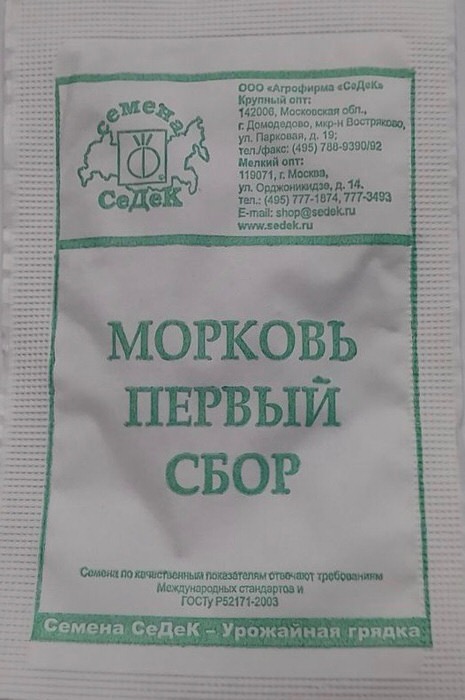 семена
СеДеК
ООО «Агрофирма «СеДеК»
Крупный опт:
142006, Московская обл.,
г. Домодедово, мкр-н Востряково,
ул. Парковая, д. 19;
тел./факс: (495) 788-9390/92
Мелкий опт:
119071, г. Москва,
ул. Орджоникидзе, д. 14.
тел.: (495) 777-1874, 777-3493
E-mail: shop@sedek.ru
www.sedek.ru
МОРКОВЬ
ПЕРВЫЙ
СБОР
Семена по качественным показателям отвечают требованиям
Международных стандартов и
ГОСТу Р52171-2003
Семена СеДеК – Урожайная грядка